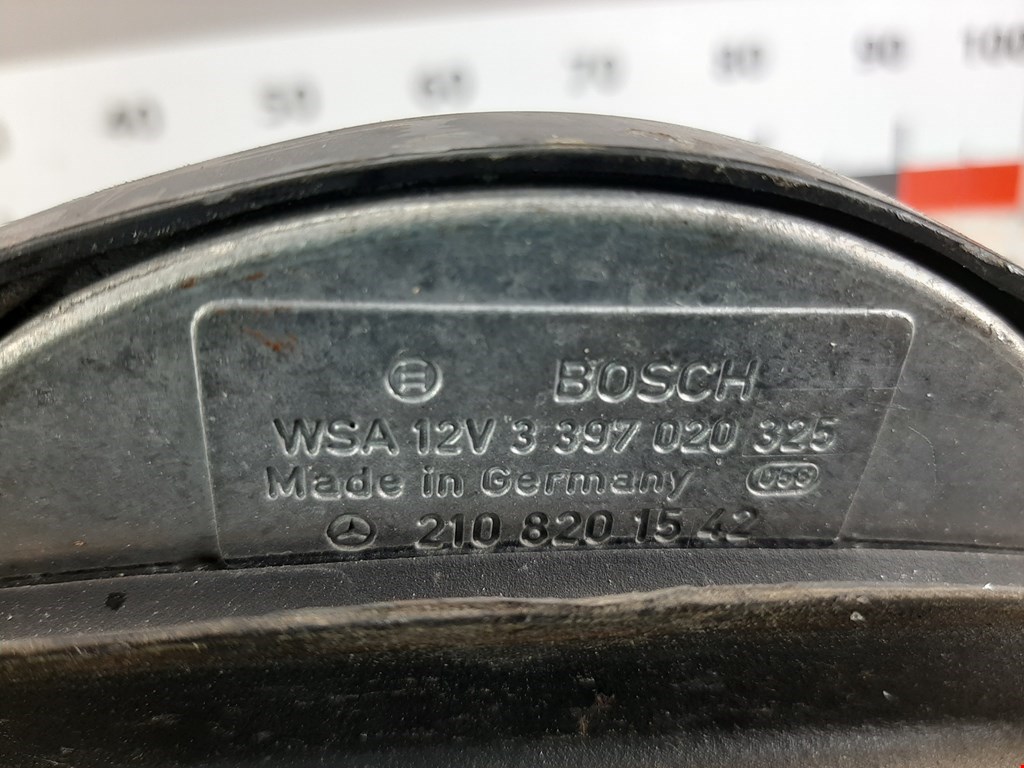 40 50 60 70 80 90 100
BOSCH
WSA 12V 3 397 020 325
Made in Germany
210 820 15 42